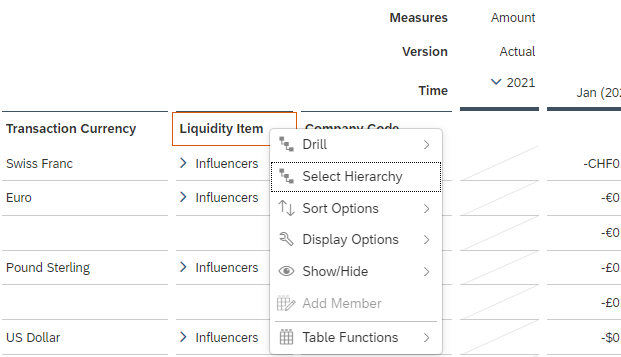 Measures Amount
Version Actual
Time 2021 Jan (202
Transaction Currency Liquidity Item Company Code
Drill
Swiss Franc Influencers -CHF0
Select Hierarchy
Euro Influencers -€0
Sort Options
-€0
Display Options
Pound Sterling Influencers -£0
Show/Hide
Add Member -£0
US Dollar Influencers Table Functions -$0